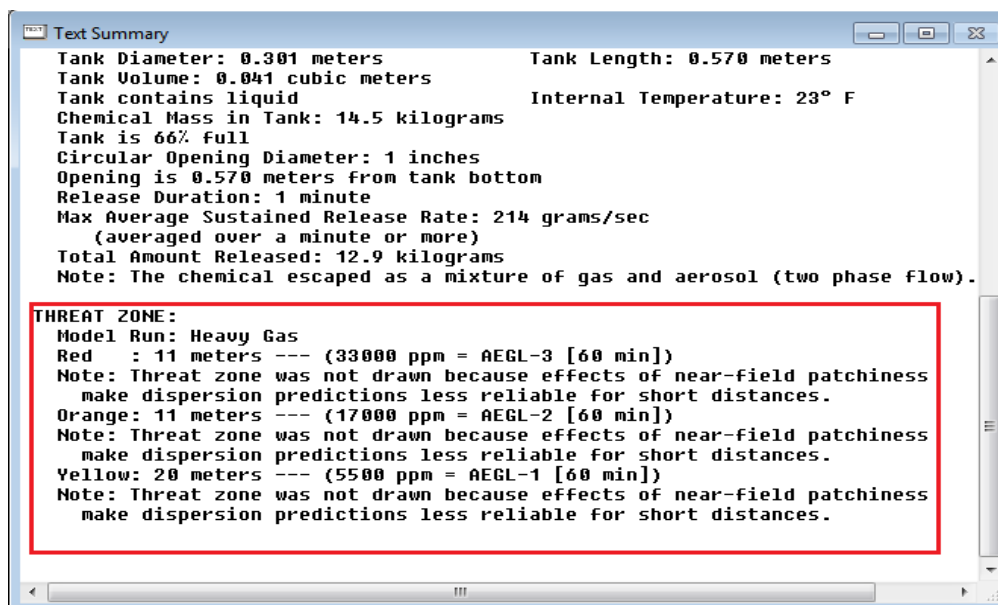 Text Summary
Tank Diameter: 0.301 meters Tank Length: 0.570 meters
Tank Volume: 0.041 cubic meters
Tank contains liquid Internal Temperature: 23° F
Chemical Mass in Tank: 14.5 kilograms
Tank is 66% full
Circular Opening Diameter: 1 inches
Opening is 0.570 meters from tank bottom
Release Duration: 1 minute
Max Average Sustained Release Rate: 214 grams/sec
(averaged over a minute or more)
Total Amount Released: 12.9 kilograms
Note: The chemical escaped as a mixture of gas and aerosol (two phase flow).
THREAT ZONE:
Model Run: Heavy Gas
Red : 11 meters --- (33000 ppm = AEGL-3 [60 min])
Note: Threat zone was not drawn because effects of near-field patchiness
make dispersion predictions less reliable for short distances.
Orange: 11 meters --- (17000 ppm = AEGL-2 [60 min])
Note: Threat zone was not drawn because effects of near-field patchiness
make dispersion predictions less reliable for short distances.
Yellow: 20 meters --- (5500 ppm = AEGL-1 [60 min])
Note: Threat zone was not drawn because effects of near-field patchiness
make dispersion predictions less reliable for short distances.